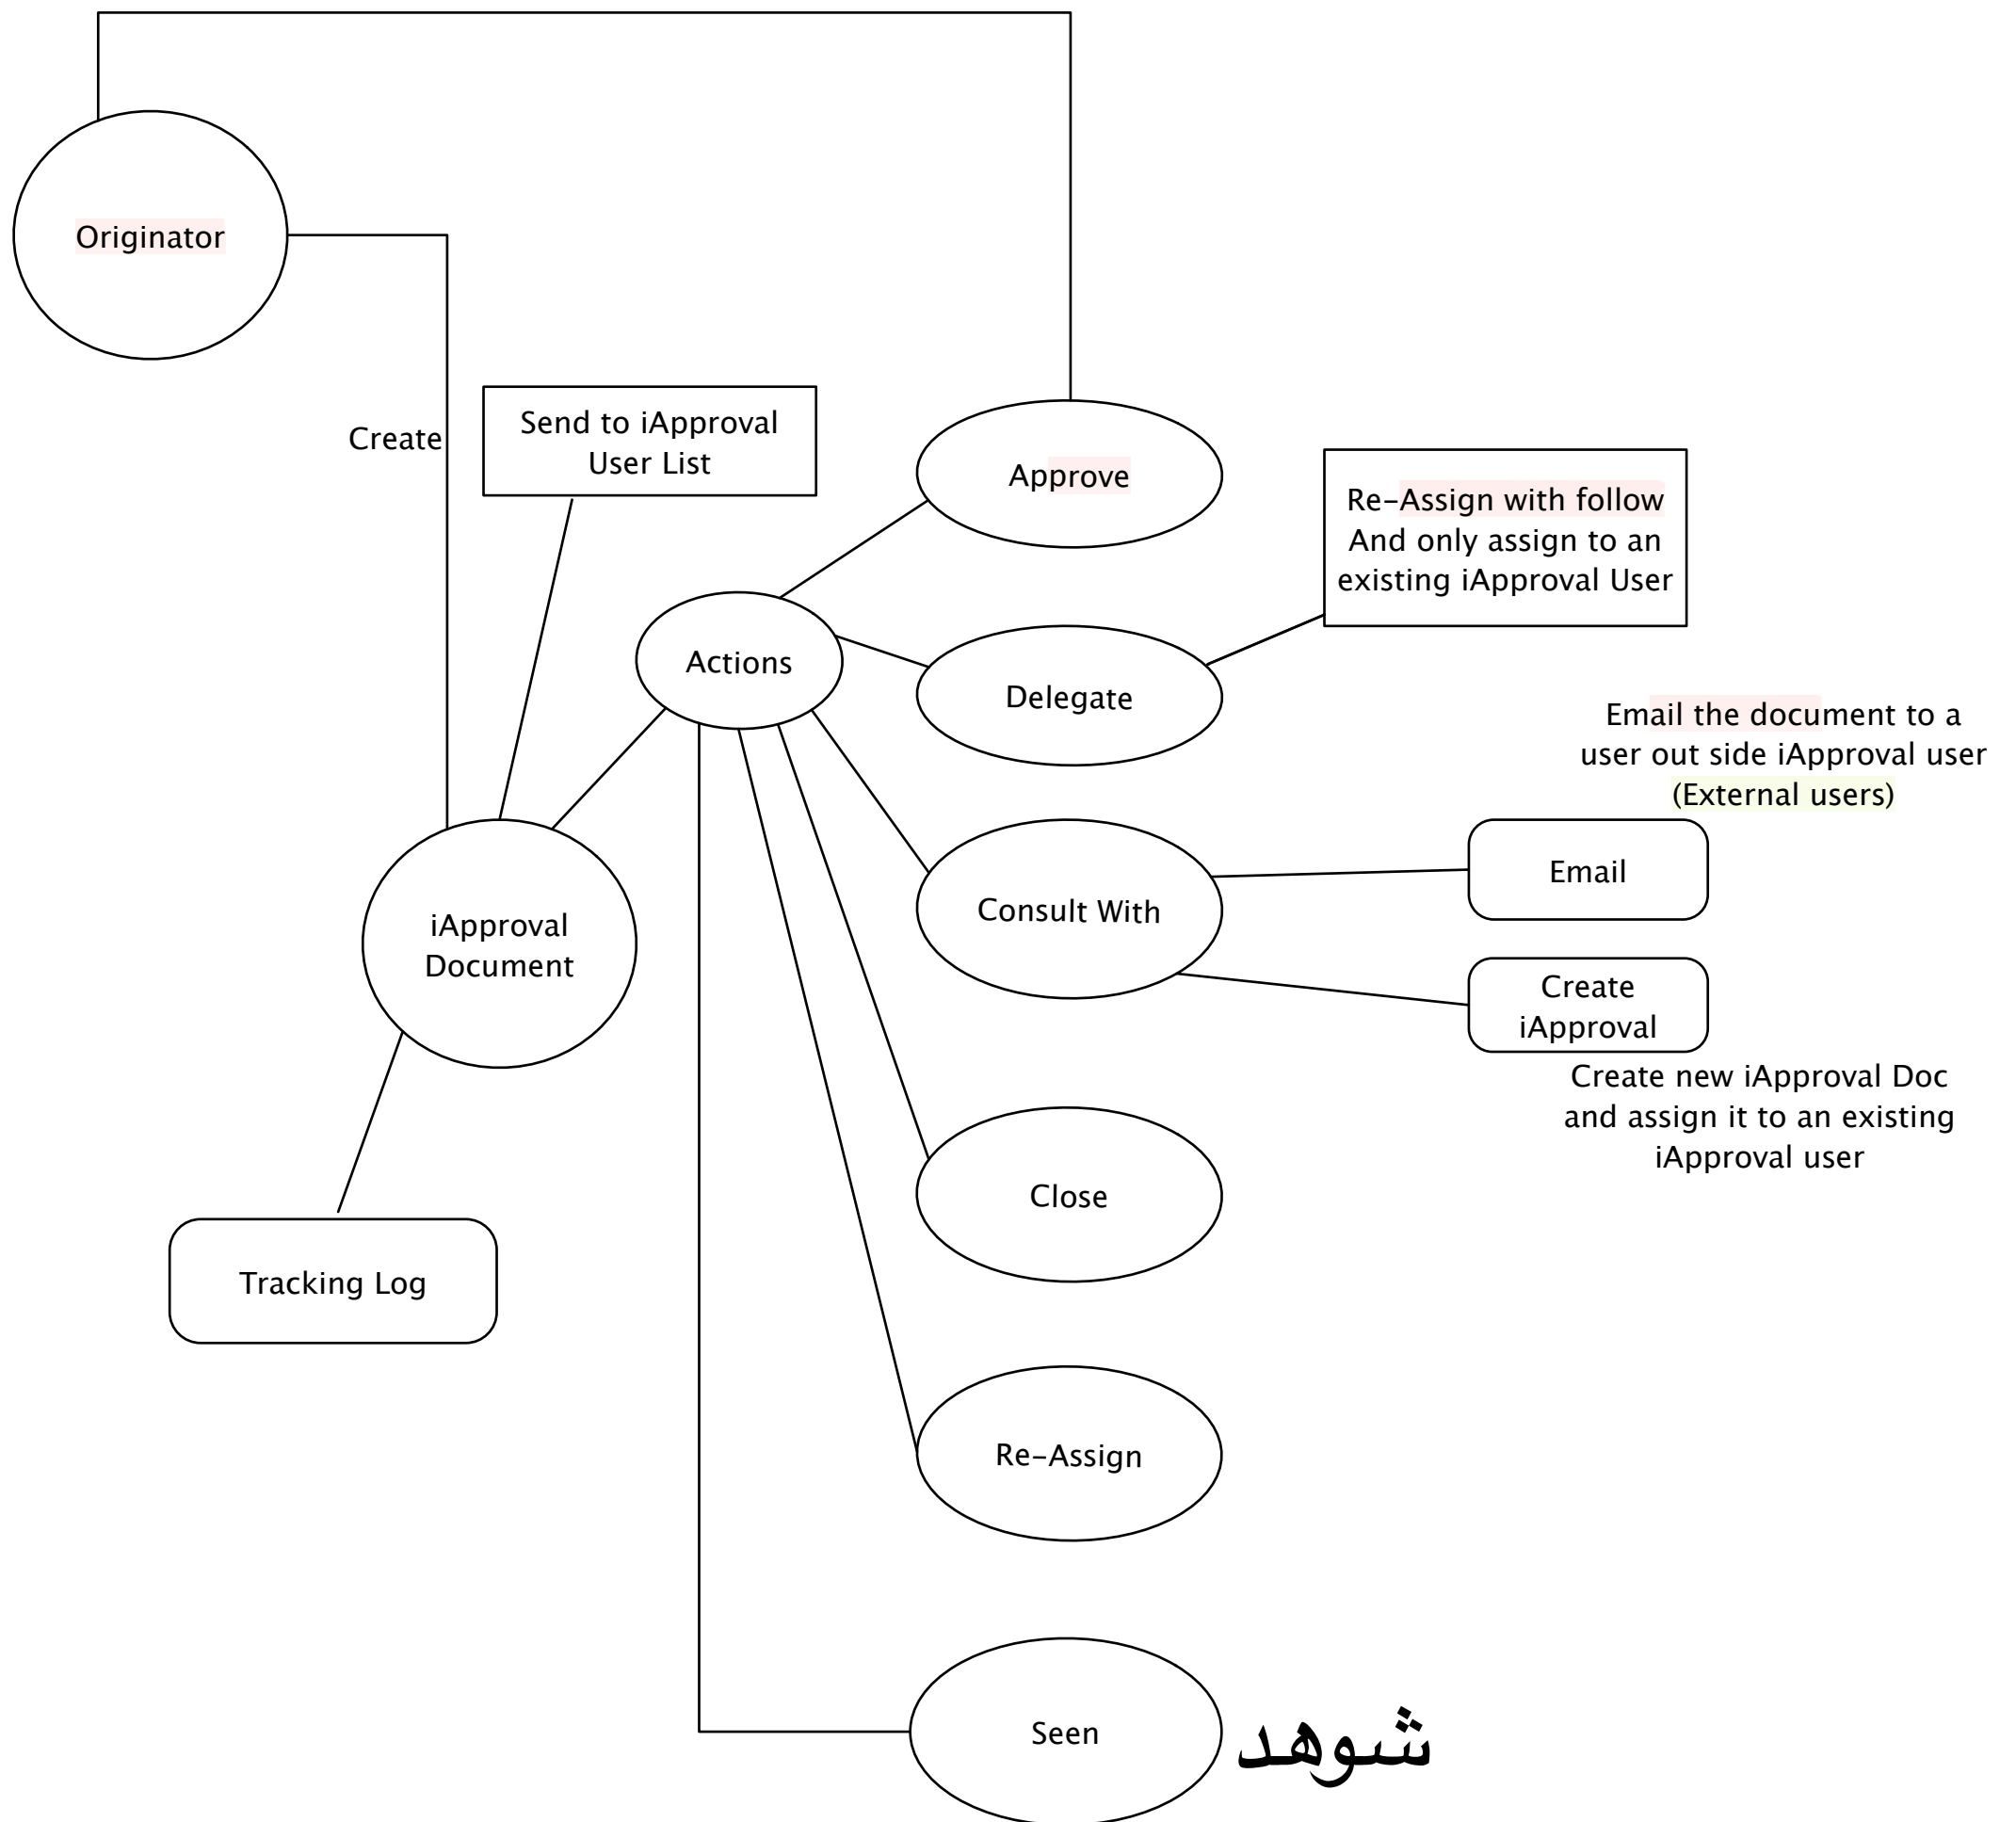 Originator
Create
Send to iApproval
User List
Approve
Re-Assign with follow
And only assign to an
existing iApproval User
Actions
Delegate
Email the document to a
user out side iApproval user
(External users)
Email
Consult With
iApproval
Document
Create
iApproval
Create new iApproval Doc
and assign it to an existing
iApproval user
Close
Tracking Log
Re-Assign
Seen
شوهد